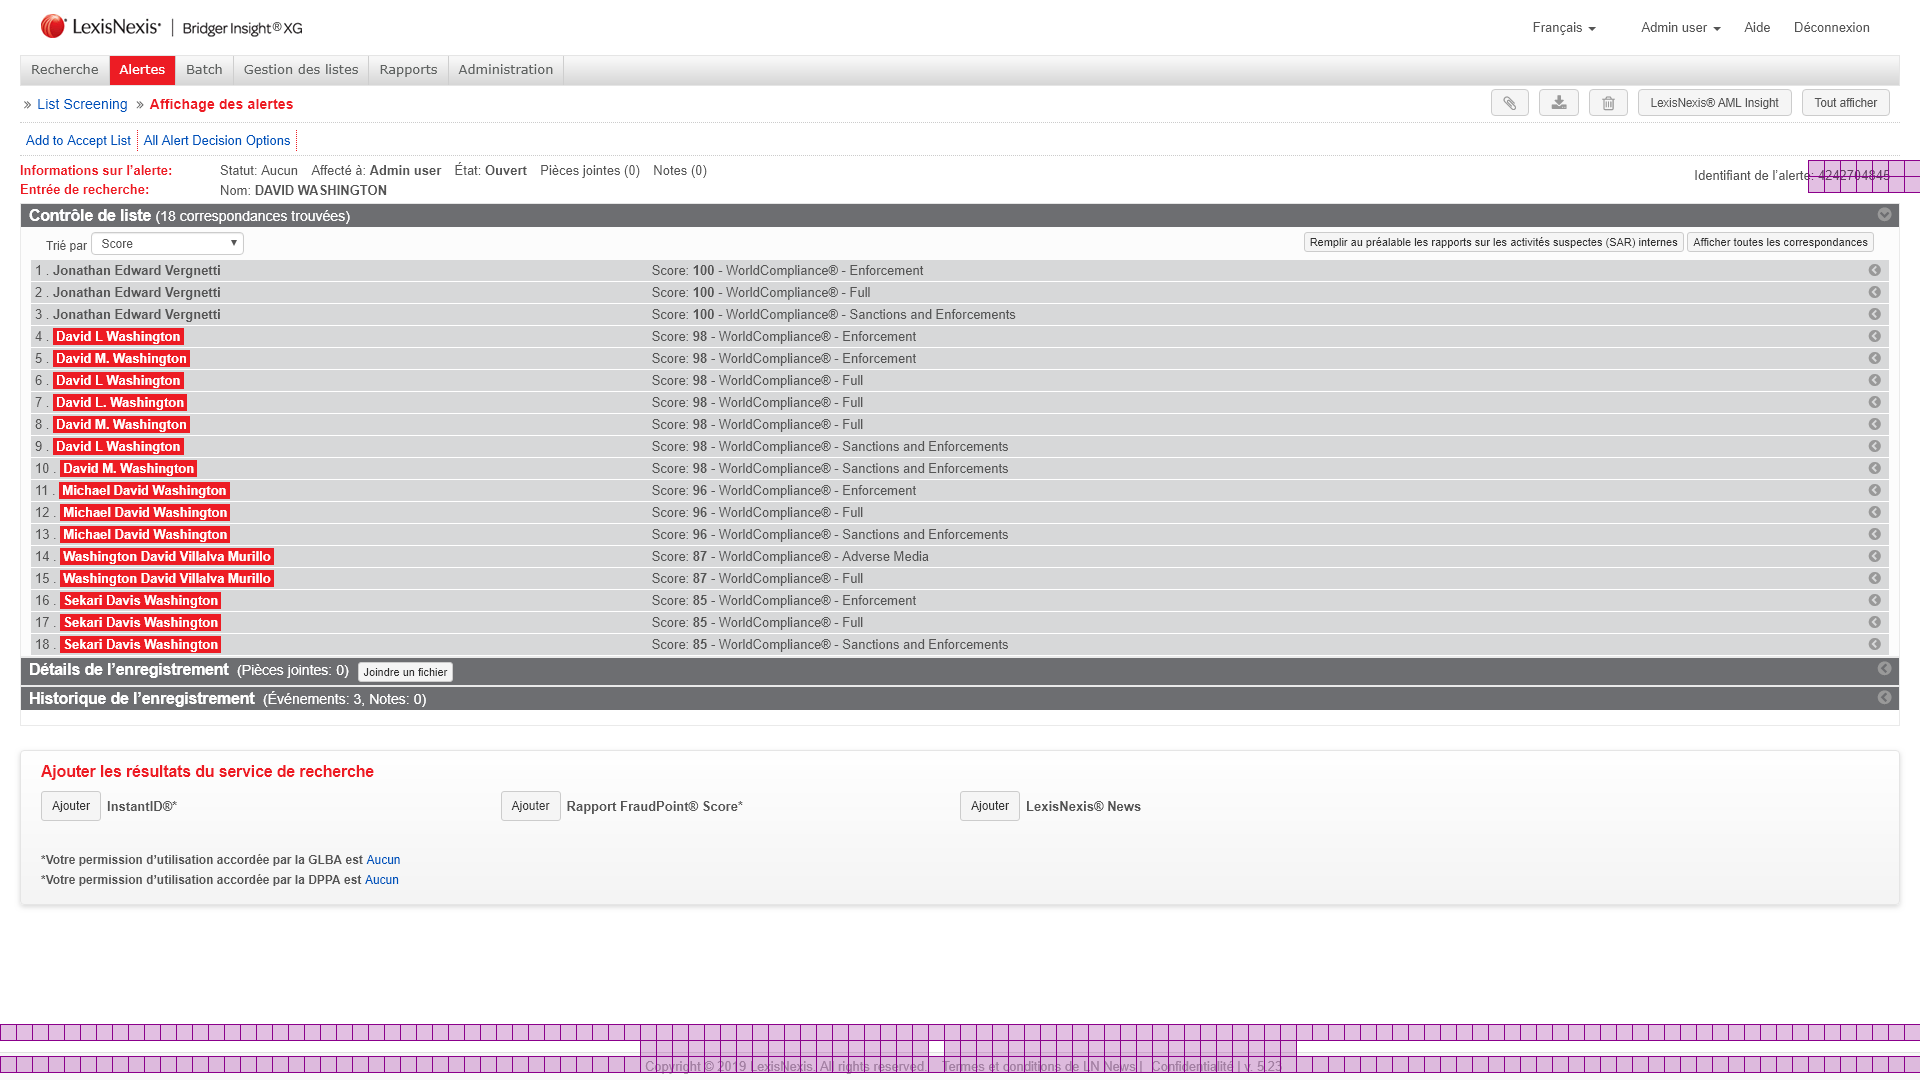 LexisNexis® | Bridger Insight® XG
Français
Admin user
Aide
Déconnexion
Recherche
Alertes
Batch
Gestion des listes
Rapports
Administration
» List Screening » Affichage des alertes
LexisNexis® AML Insight
Tout afficher
Add to Accept List
All Alert Decision Options
Informations sur l'alerte:
Statut: Aucun Affecté à: Admin user État: Ouvert Pièces jointes (0) Notes (0)
Identifiant de l'alerte: 4242704845
Entrée de recherche:
Nom: DAVID WASHINGTON
Contrôle de liste (18 correspondances trouvées)
Trié par Score
Remplir au préalable les rapports sur les activités suspectes (SAR) internes
Afficher toutes les correspondances
1 . Jonathan Edward Vergnetti Score: 100 - WorldCompliance® - Enforcement
2 . Jonathan Edward Vergnetti Score: 100 - WorldCompliance® - Full
3 . Jonathan Edward Vergnetti Score: 100 - WorldCompliance® - Sanctions and Enforcements
4 . David L Washington Score: 98 - WorldCompliance® - Enforcement
5 . David M. Washington Score: 98 - WorldCompliance® - Enforcement
6 . David L Washington Score: 98 - WorldCompliance® - Full
7 . David L. Washington Score: 98 - WorldCompliance® - Full
8 . David M. Washington Score: 98 - WorldCompliance® - Full
9 . David L Washington Score: 98 - WorldCompliance® - Sanctions and Enforcements
10 . David M. Washington Score: 98 - WorldCompliance® - Sanctions and Enforcements
11 . Michael David Washington Score: 96 - WorldCompliance® - Enforcement
12 . Michael David Washington Score: 96 - WorldCompliance® - Full
13 . Michael David Washington Score: 96 - WorldCompliance® - Sanctions and Enforcements
14 . Washington David Villalva Murillo Score: 87 - WorldCompliance® - Adverse Media
15 . Washington David Villalva Murillo Score: 87 - WorldCompliance® - Full
16 . Sekari Davis Washington Score: 85 - WorldCompliance® - Enforcement
17 . Sekari Davis Washington Score: 85 - WorldCompliance® - Full
18 . Sekari Davis Washington Score: 85 - WorldCompliance® - Sanctions and Enforcements
Détails de l'enregistrement (Pièces jointes: 0) Joindre un fichier
Historique de l'enregistrement (Événements: 3, Notes: 0)
Ajouter les résultats du service de recherche
Ajouter InstantID®*
Ajouter Rapport FraudPoint® Score*
Ajouter LexisNexis® News
*Votre permission d'utilisation accordée par la GLBA est Aucun
*Votre permission d'utilisation accordée par la DPPA est Aucun
Copyright © 2019 LexisNexis. All rights reserved. Termes et conditions de LN News | Confidentialité | v. 5.23